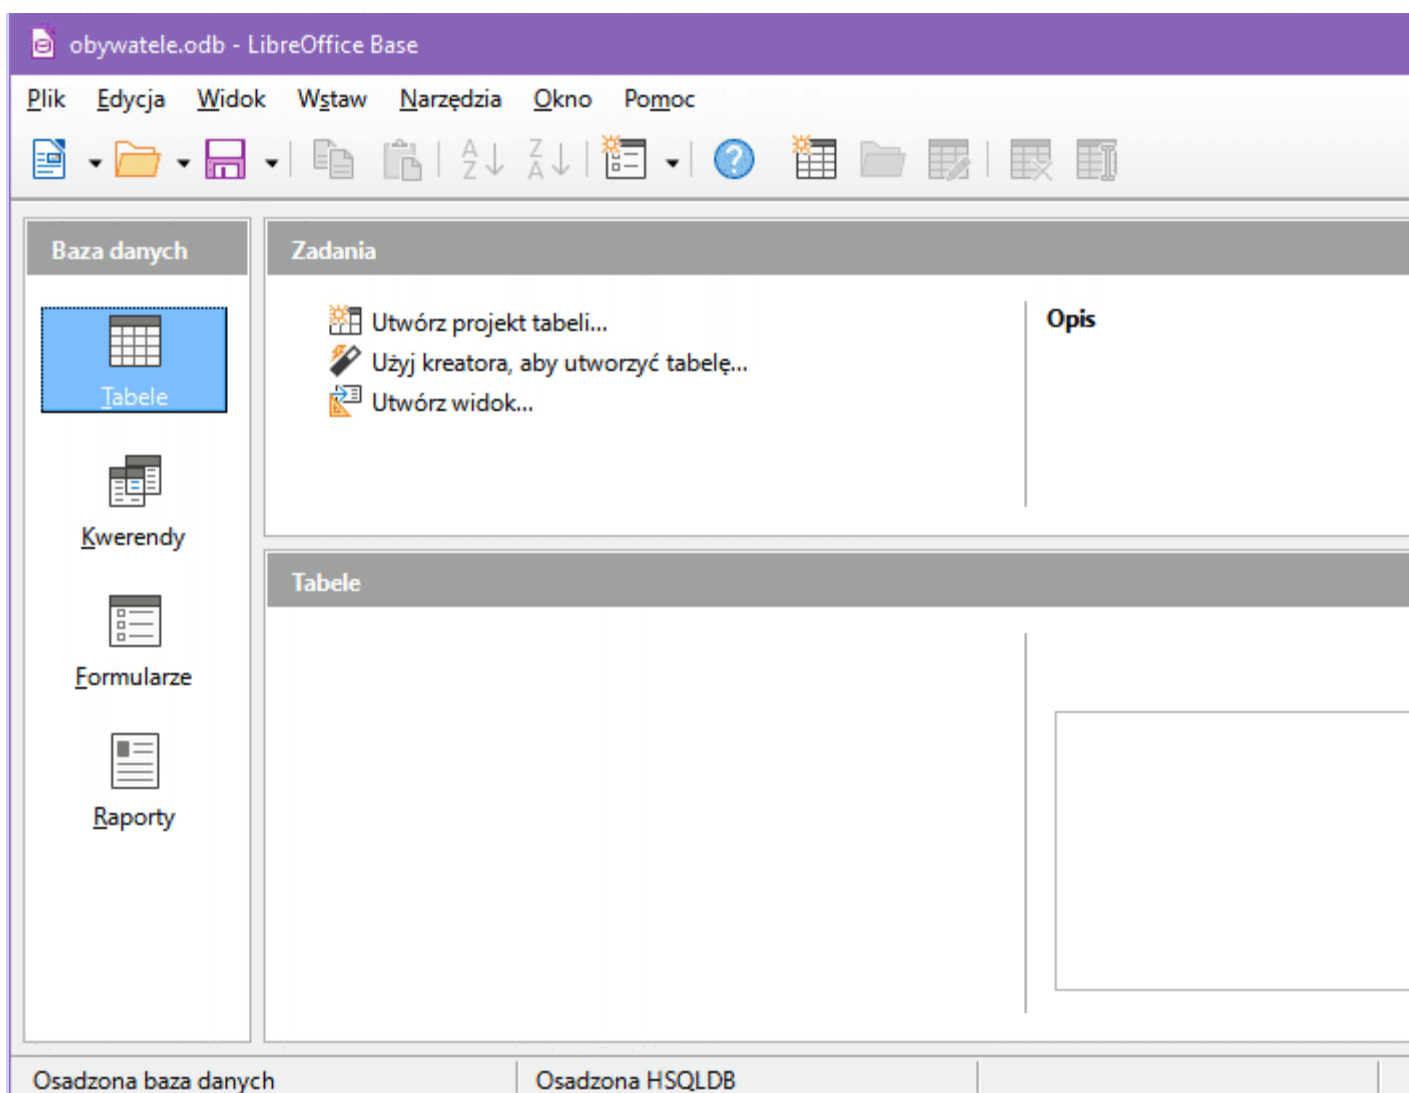 obywatele.odb - LibreOffice Base
Plik Edycja Widok Wstaw Narzędzia Okno Pomoc
Baza danych
Tabele
Kwerendy
Formularze
Raporty
Zadania
Utwórz projekt tabeli...
Użyj kreatora, aby utworzyć tabelę...
Utwórz widok...
Opis
Tabele
Osadzona baza danych
Osadzona HSQLDB